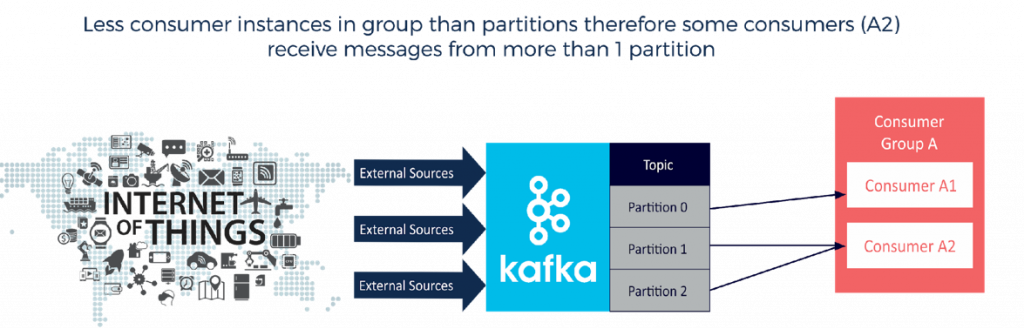 Less consumer instances in group than partitions therefore some consumers (A2)
receive messages from more than 1 partition
INTERNET
OF THINGS
External Sources
External Sources
External Sources
kafka
Topic
Partition 0
Partition 1
Partition 2
Consumer
Group A
Consumer A1
Consumer A2